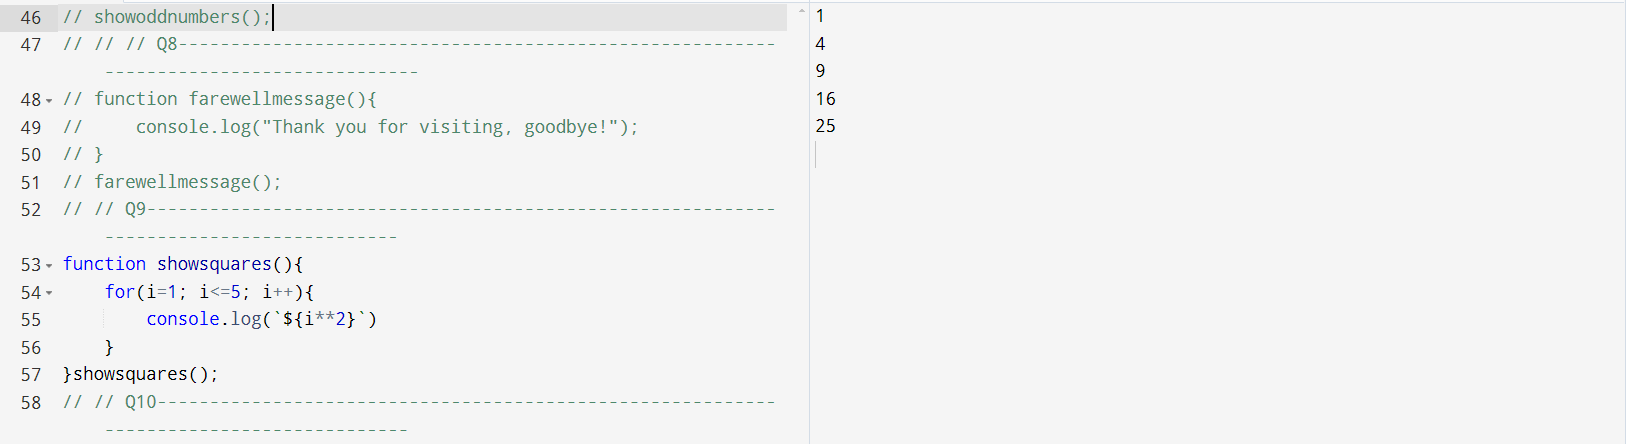 46 // showoddnumbers();
47 // // // Q8---------------------------------------------------------
------------------------------
48 // function farewellmessage(){
49 //     console.log("Thank you for visiting, goodbye!");
50 // }
51 // farewellmessage();
52 // // Q9------------------------------------------------------------
----------------------------
53 function showsquares(){
54     for(i=1; i<=5; i++){
55         console.log(`${i**2}`)
56     }
57 }showsquares();
58 // // Q10-----------------------------------------------------------
-----------------------------
1
4
9
16
25